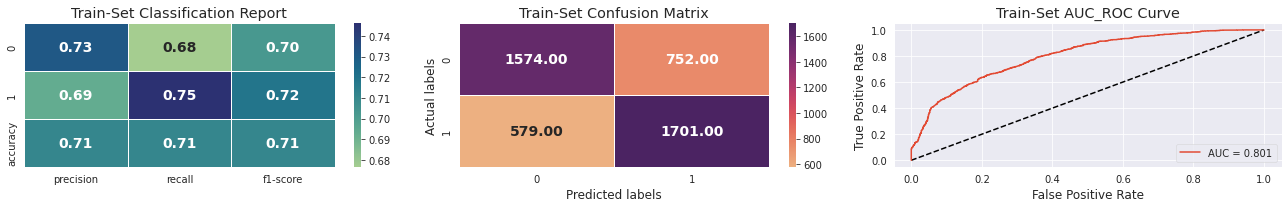 Train-Set Classification Report
0
1
accuracy
0.73 0.68 0.70
0.69 0.75 0.72
0.71 0.71 0.71
precision recall f1-score
0.74
0.73
0.72
0.71
0.70
0.69
0.68
Train-Set Confusion Matrix
Actual labels
0
1
1574.00 752.00
579.00 1701.00
0 1
Predicted labels
1600
1400
1200
1000
800
600
Train-Set AUC_ROC Curve
True Positive Rate
1.0
0.8
0.6
0.4
0.2
0.0
AUC = 0.801
0.0 0.2 0.4 0.6 0.8 1.0
False Positive Rate